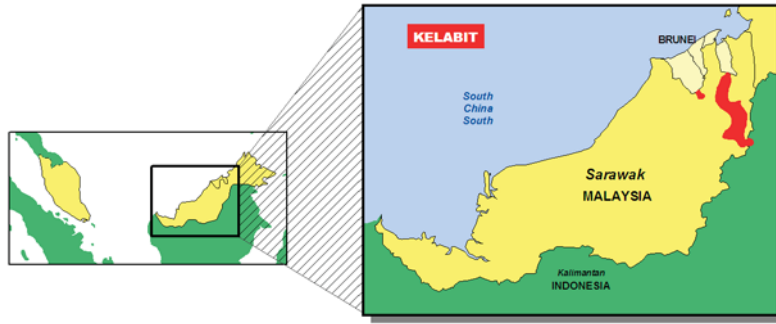 KELABIT
BRUNEI
South
China
South
Sarawak
MALAYSIA
Kalimantan
INDONESIA